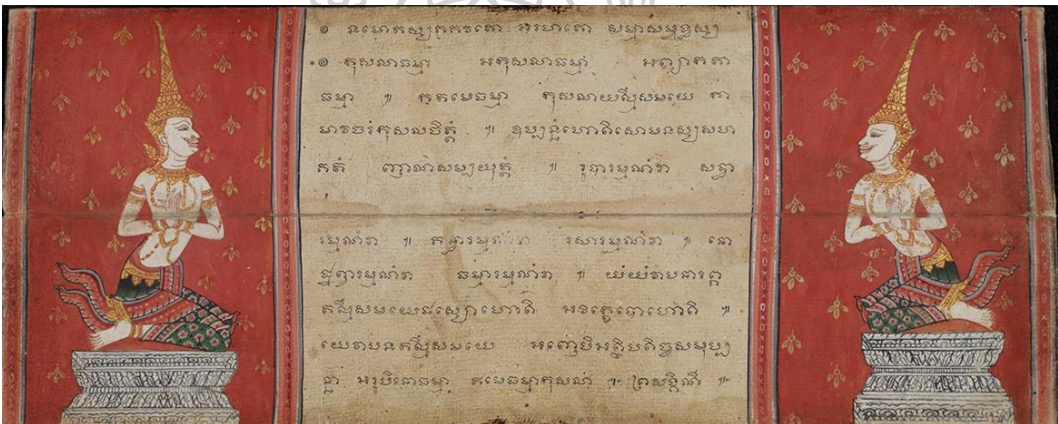 ๏ នមោតស្សភគវតោ អរហតោ សម្មាសម្ពុទ្ធស្ស
๏ កុសលាធម្មា អកុសលាធម្មា អព្យាកតា
ធម្មា ៕ កតមេធម្មា កុសលាយស្មឹសមយេ កា
មាវចរំកុសលចិត្តំ ៕ ឧប្បន្នំហោតិសោមនស្សសហ
គតំ ញាណសម្បយុត្តំ ៕ រូបារម្មណំវា សទ្ទា
រម្មណំវា ៕ គន្ធារម្មណំវា រសារម្មណំវា ៕ ផោ
ដ្ឋព្វារម្មណំវា ធម្មារម្មណំវា ៕ យំយំវាបនារព្ភ
តស្មឹសមយេផស្សោហោតិ អវិក្ខេបោហោតិ ៕
យេវាបនតស្មឹសមយេ អញ្ញេបិអត្ថិបដិច្ចសមុប្ប
ន្នា អរូបិនោធម្មា ឥមេធម្មាកុសលា ៕ ព្រសង្គិណី ៕